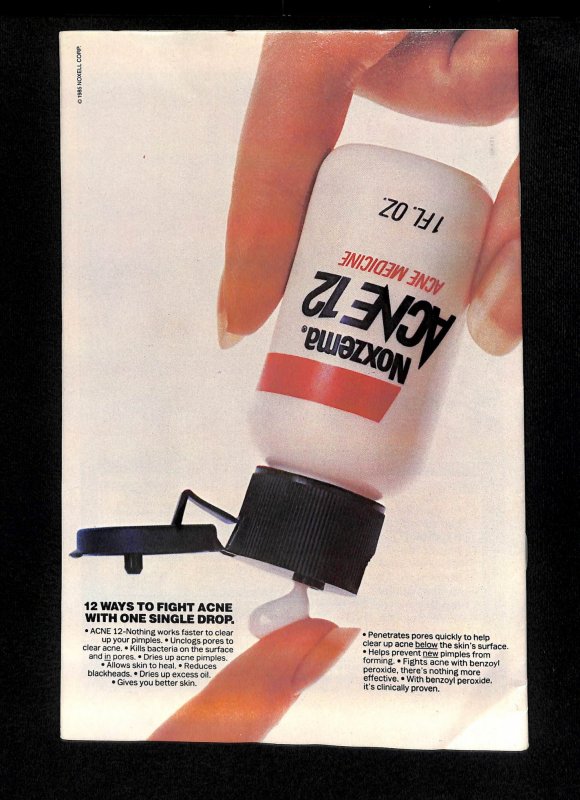 © 1985 NOXELL CORP.
1 FL. OZ.
ACNE MEDICINE
ACNE 12
Noxzema®
12 WAYS TO FIGHT ACNE
WITH ONE SINGLE DROP.
• ACNE 12-Nothing works faster to clear
up your pimples. • Unclogs pores to
clear acne. • Kills bacteria on the surface
and in pores. • Dries up acne pimples.
• Allows skin to heal. • Reduces
blackheads. • Dries up excess oil.
• Gives you better skin.
• Penetrates pores quickly to help
clear up acne below the skin's surface.
• Helps prevent new pimples from
forming. • Fights acne with benzoyl
peroxide, there's nothing more
effective. • With benzoyl peroxide,
it's clinically proven.